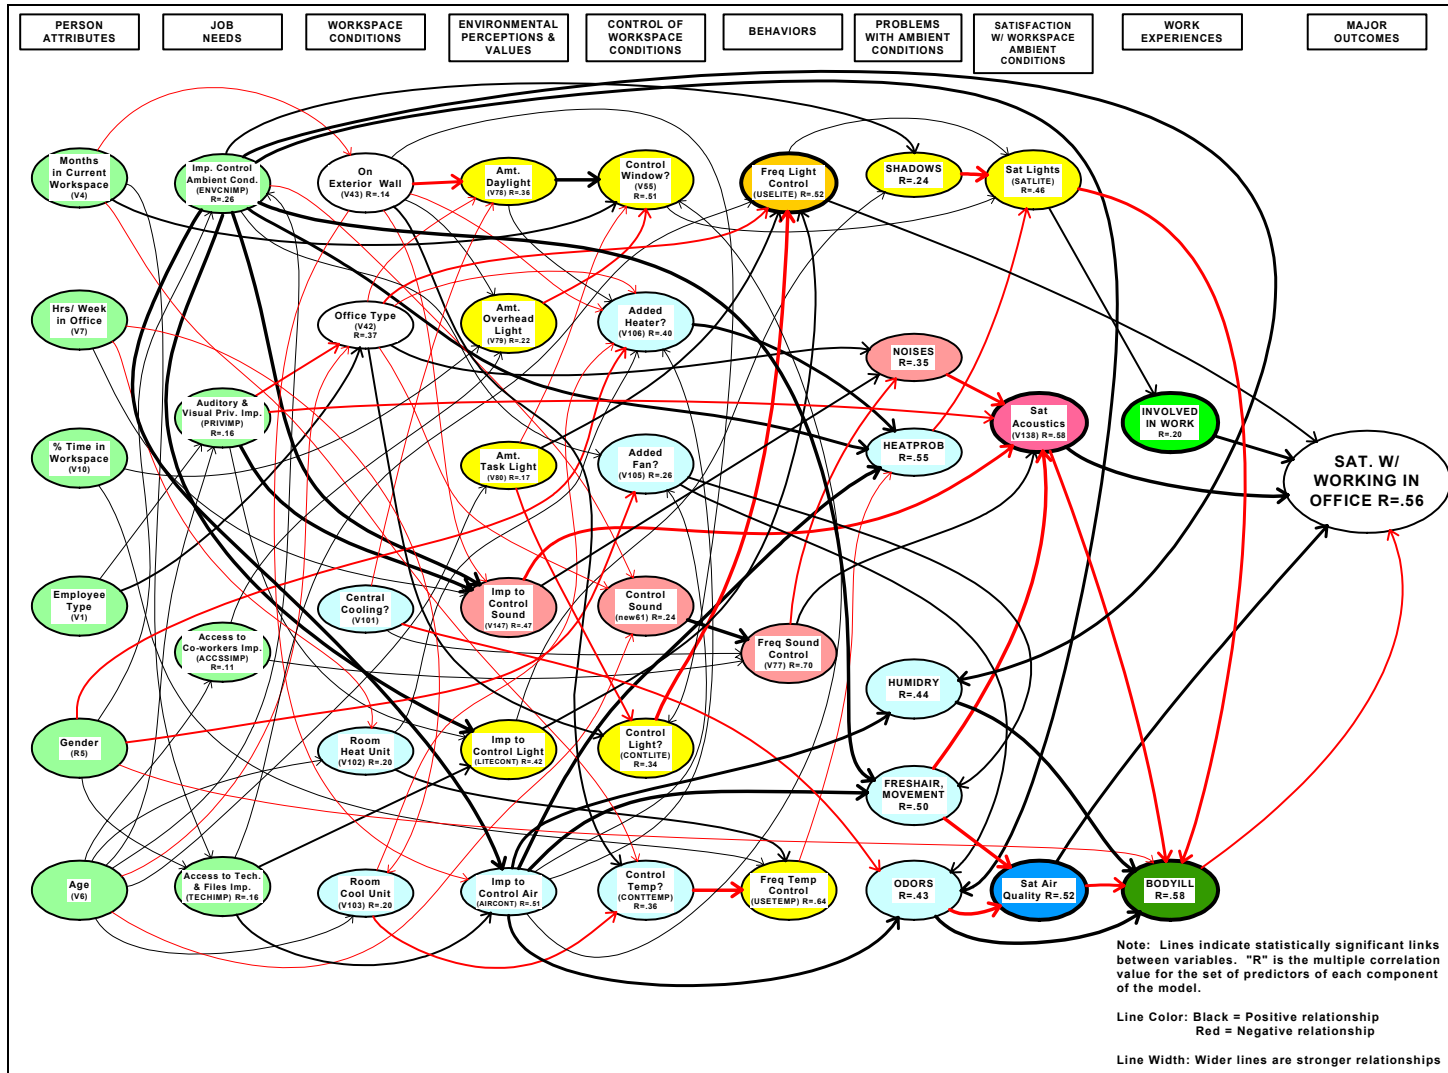 PERSON
ATTRIBUTES
JOB
NEEDS
WORKSPACE
CONDITIONS
ENVIRONMENTAL
PERCEPTIONS &
VALUES
CONTROL OF
WORKSPACE
CONDITIONS
BEHAVIORS
PROBLEMS
WITH AMBIENT
CONDITIONS
SATISFACTION
W/ WORKSPACE
AMBIENT
CONDITIONS
WORK
EXPERIENCES
MAJOR
OUTCOMES
Months
in Current
Workspace
(V4)
Hrs/ Week
in Office
(V7)
% Time in
Workspace
(V10)
Employee
Type
(V1)
Gender
(R5)
Age
(V6)
Imp. Control
Ambient Cond.
(ENVCNIMP)
R=.26
Auditory &
Visual Priv. Imp.
(PRIVIMP)
R=.16
Access to
Co-workers Imp.
(ACCSSIMP)
R=.11
Access to Tech.
& Files Imp.
(TECHIMP) R=.16
On
Exterior Wall
(V43) R=.14
Office Type
(V42)
R=.37
Central
Cooling?
(V101)
Room
Heat Unit
(V102) R=.20
Room
Cool Unit
(V103) R=.20
Amt.
Daylight
(V78) R=.36
Amt.
Overhead
Light
(V79) R=.22
Amt.
Task Light
(V80) R=.17
Imp to
Control
Sound
(V147) R=.47
Imp to
Control Light
(LITECONT) R=.42
Imp to
Control Air
(AIRCONT) R=.51
Control
Window?
(V55)
R=.51
Added
Heater?
(V106) R=.40
Added
Fan?
(V105) R=.26
Control
Sound
(new61) R=.24
Control
Light?
(CONTLITE)
R=.34
Control
Temp?
(CONTTEMP)
R=.36
Freq Light
Control
(USELITE) R=.52
Freq Sound
Control
(V77) R=.70
Freq Temp
Control
(USETEMP) R=.64
SHADOWS
R=.24
NOISES
R=.35
HEATPROB
R=.55
HUMIDRY
R=.44
FRESHAIR,
MOVEMENT
R=.50
ODORS
R=.43
Sat Lights
(SATLITE)
R=.46
Sat
Acoustics
(V138) R=.58
Sat Air
Quality R=.52
INVOLVED
IN WORK
R=.20
BODYILL
R=.58
SAT. W/
WORKING IN
OFFICE R=.56
Note: Lines indicate statistically significant links
between variables. "R" is the multiple correlation
value for the set of predictors of each component
of the model.
Line Color: Black = Positive relationship
Red = Negative relationship
Line Width: Wider lines are stronger relationships